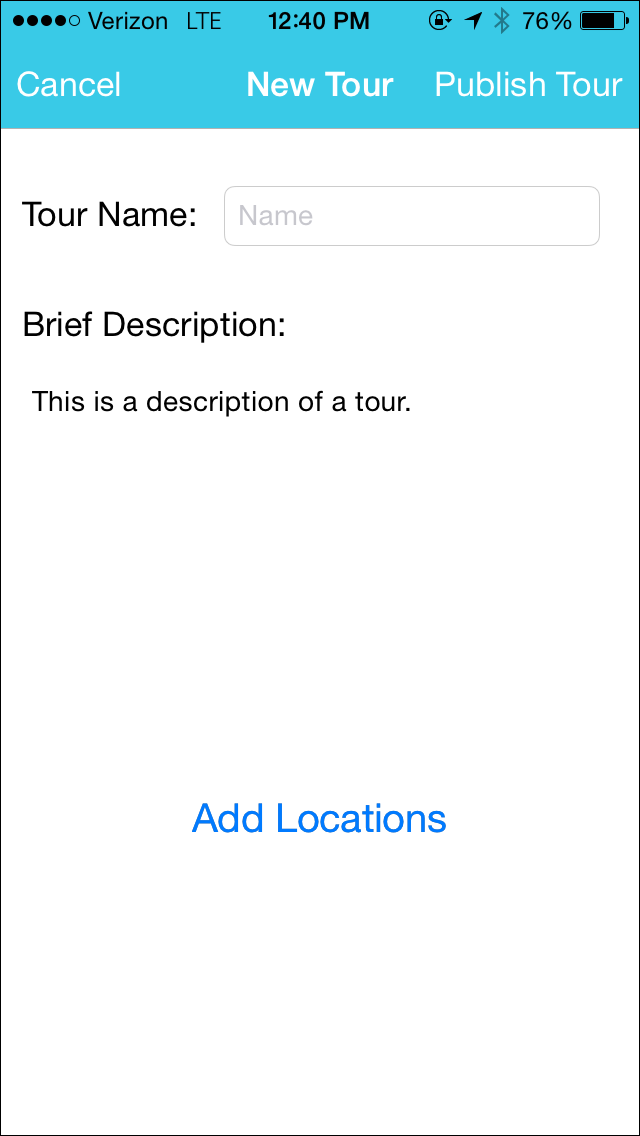 Verizon LTE 12:40 PM 76%
Cancel New Tour Publish Tour
Tour Name: Name
Brief Description:
This is a description of a tour.
Add Locations